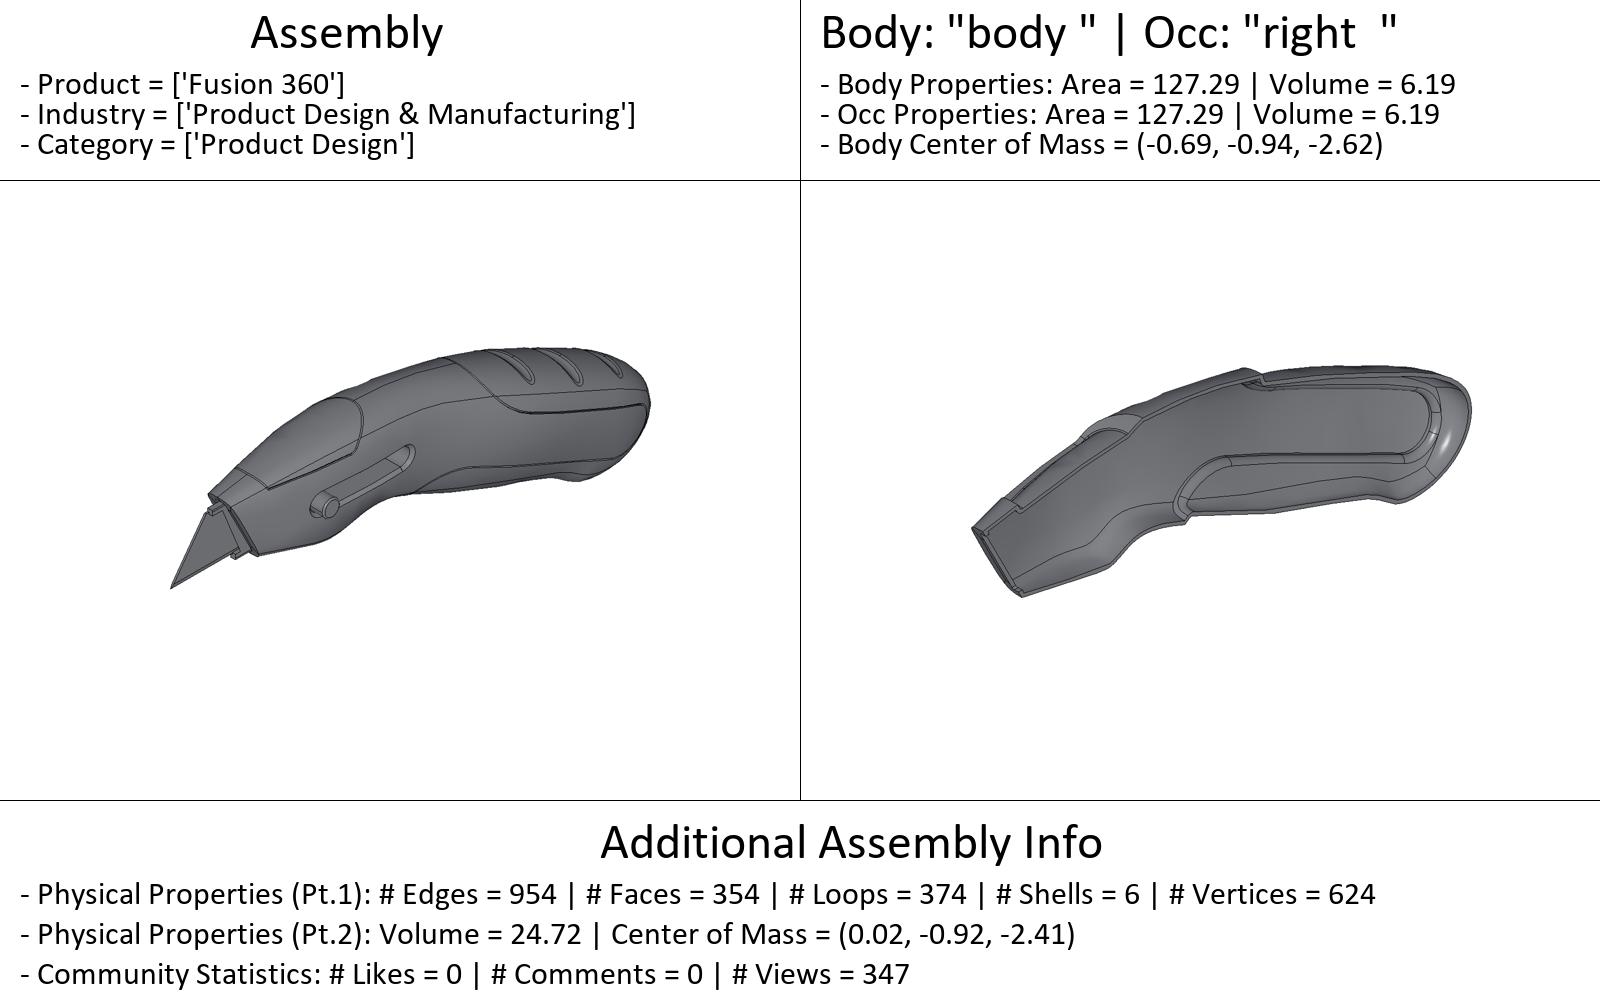 Assembly
- Product = ['Fusion 360']
- Industry = ['Product Design & Manufacturing']
- Category = ['Product Design']
Body: "body " | Occ: "right  "
- Body Properties: Area = 127.29 | Volume = 6.19
- Occ Properties: Area = 127.29 | Volume = 6.19
- Body Center of Mass = (-0.69, -0.94, -2.62)
Additional Assembly Info
- Physical Properties (Pt.1): # Edges = 954 | # Faces = 354 | # Loops = 374 | # Shells = 6 | # Vertices = 624
- Physical Properties (Pt.2): Volume = 24.72 | Center of Mass = (0.02, -0.92, -2.41)
- Community Statistics: # Likes = 0 | # Comments = 0 | # Views = 347